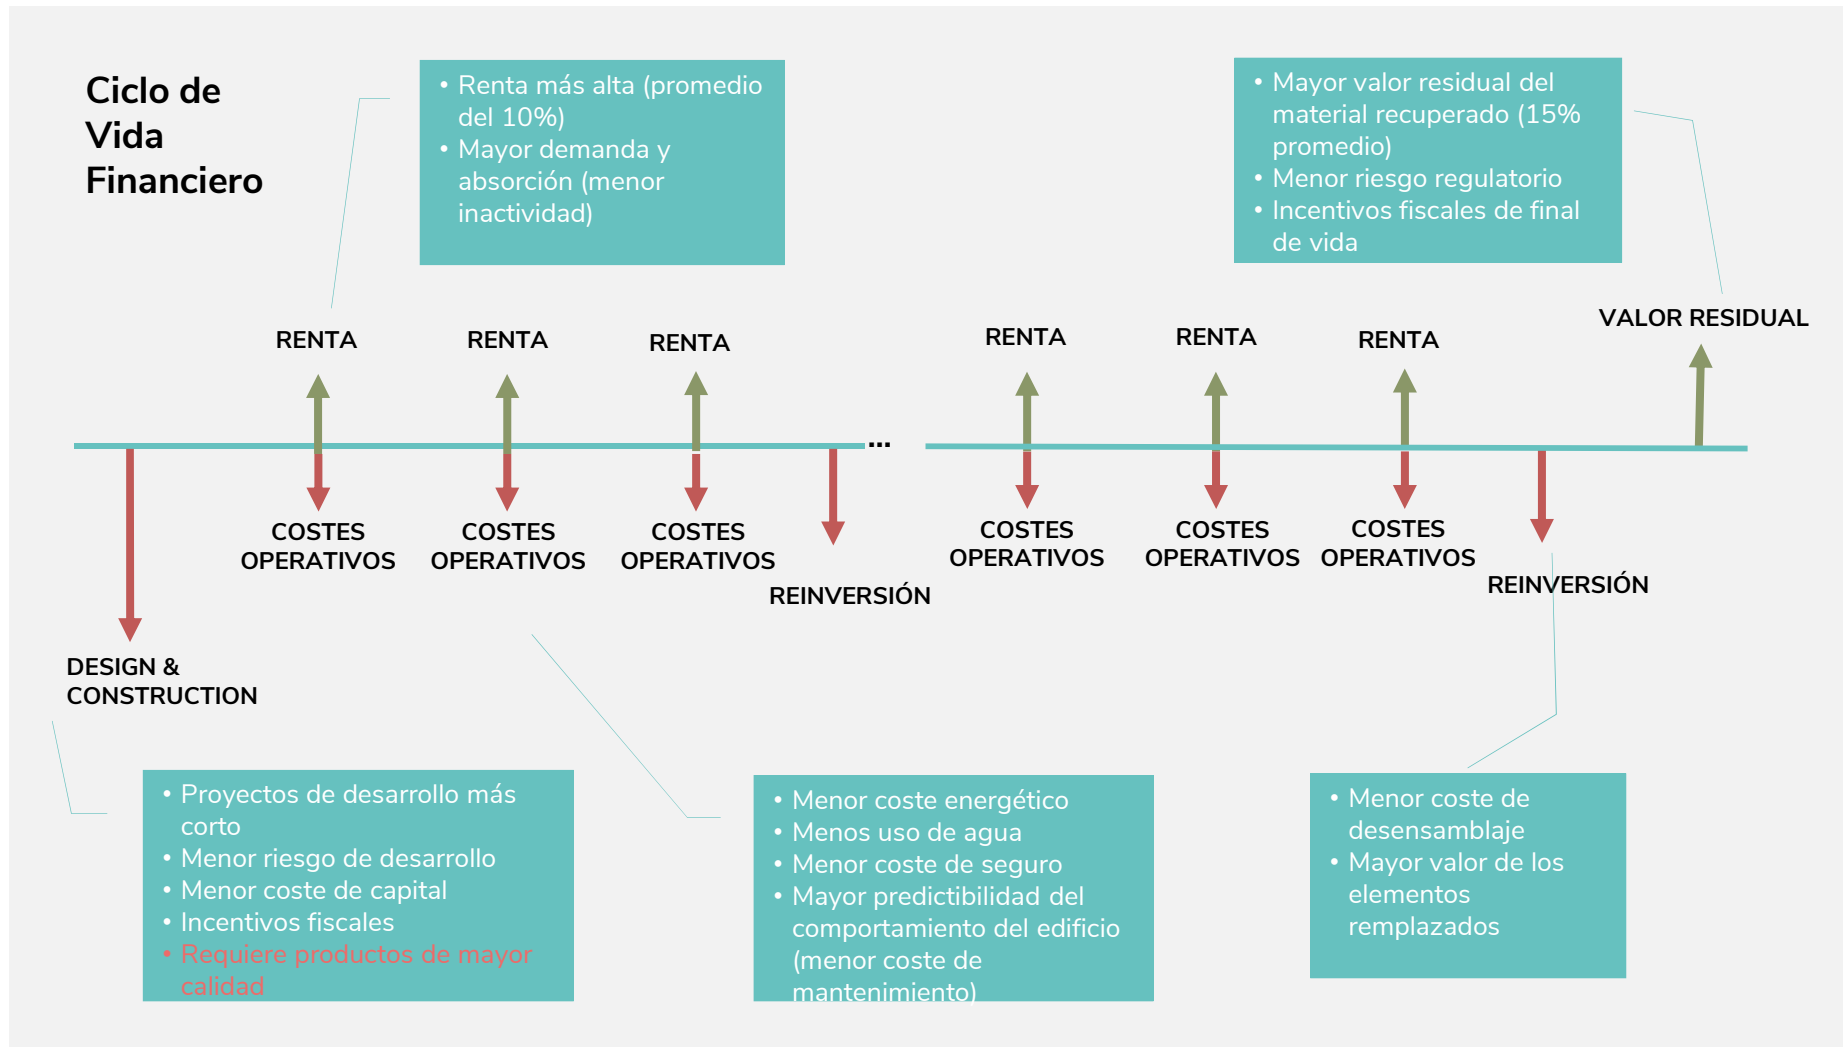 Ciclo de
Vida
Financiero
• Renta más alta (promedio
del 10%)
• Mayor demanda y
absorción (menor
inactividad)
• Mayor valor residual del
material recuperado (15%
promedio)
• Menor riesgo regulatorio
• Incentivos fiscales de final
de vida
RENTA
RENTA
RENTA
RENTA
RENTA
RENTA
VALOR RESIDUAL
...
COSTES
OPERATIVOS
COSTES
OPERATIVOS
COSTES
OPERATIVOS
REINVERSIÓN
COSTES
OPERATIVOS
COSTES
OPERATIVOS
COSTES
OPERATIVOS
REINVERSIÓN
DESIGN &
CONSTRUCTION
• Proyectos de desarrollo más
corto
• Menor riesgo de desarrollo
• Menor coste de capital
• Incentivos fiscales
• Requiere productos de mayor
calidad
• Menor coste energético
• Menos uso de agua
• Menor coste de seguro
• Mayor predictibilidad del
comportamiento del edificio
(menor coste de
mantenimiento)
• Menor coste de
desensamblaje
• Mayor valor de los
elementos
remplazados